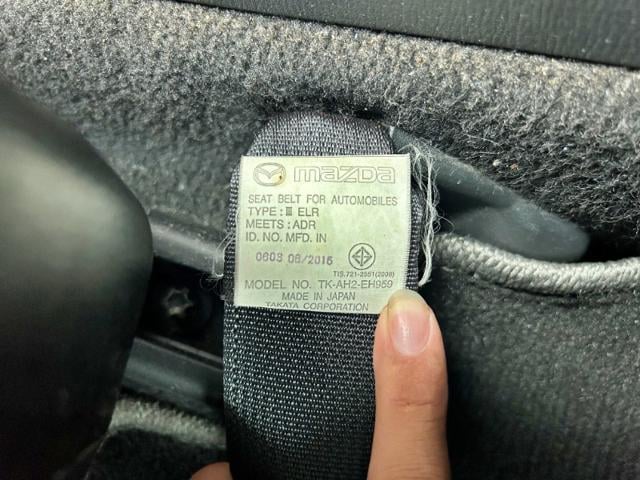 mazda
SEAT BELT FOR AUTOMOBILES
TYPE : Ⅲ ELR
MEETS : ADR
ID. NO. MFD. IN
0603 06/2016
TIS.721-2551(2008)
MODEL NO. TK-AH2-EH959
MADE IN JAPAN
TAKATA CORPORATION